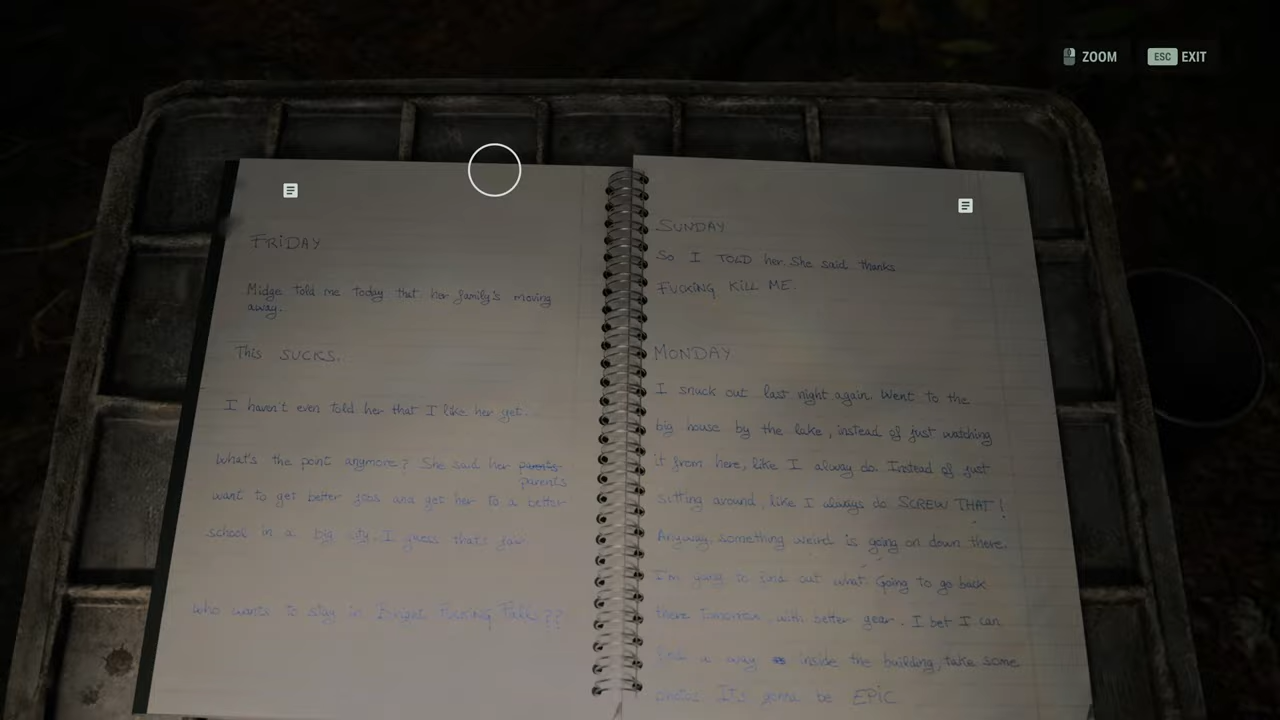 ZOOM
ESC EXIT
FRIDAY
Midge told me today that her family's moving
away.
This SUCKS.
I haven't even told her that I like her yet.
What's the point anymore? She said her parents
parents
want to get better jobs and get her to a better
school in a big city. I guess that's fair
who wants to stay in Bright Fucking Falls??
SUNDAY
So I TOLD her. She said thanks
FUCKING KILL ME.
MONDAY
I snuck out last night again. Went to the
big house by the lake, instead of just watching
it from here, like I alway do. Instead of just
sitting around, like I always do SCREW THAT!
Anyway, something weird is going on down there.
I'm going to find out what. Going to go back
there tomorrow, with better gear. I bet I can
find a way inside the building, take some
photos. It's gonna be EPIC